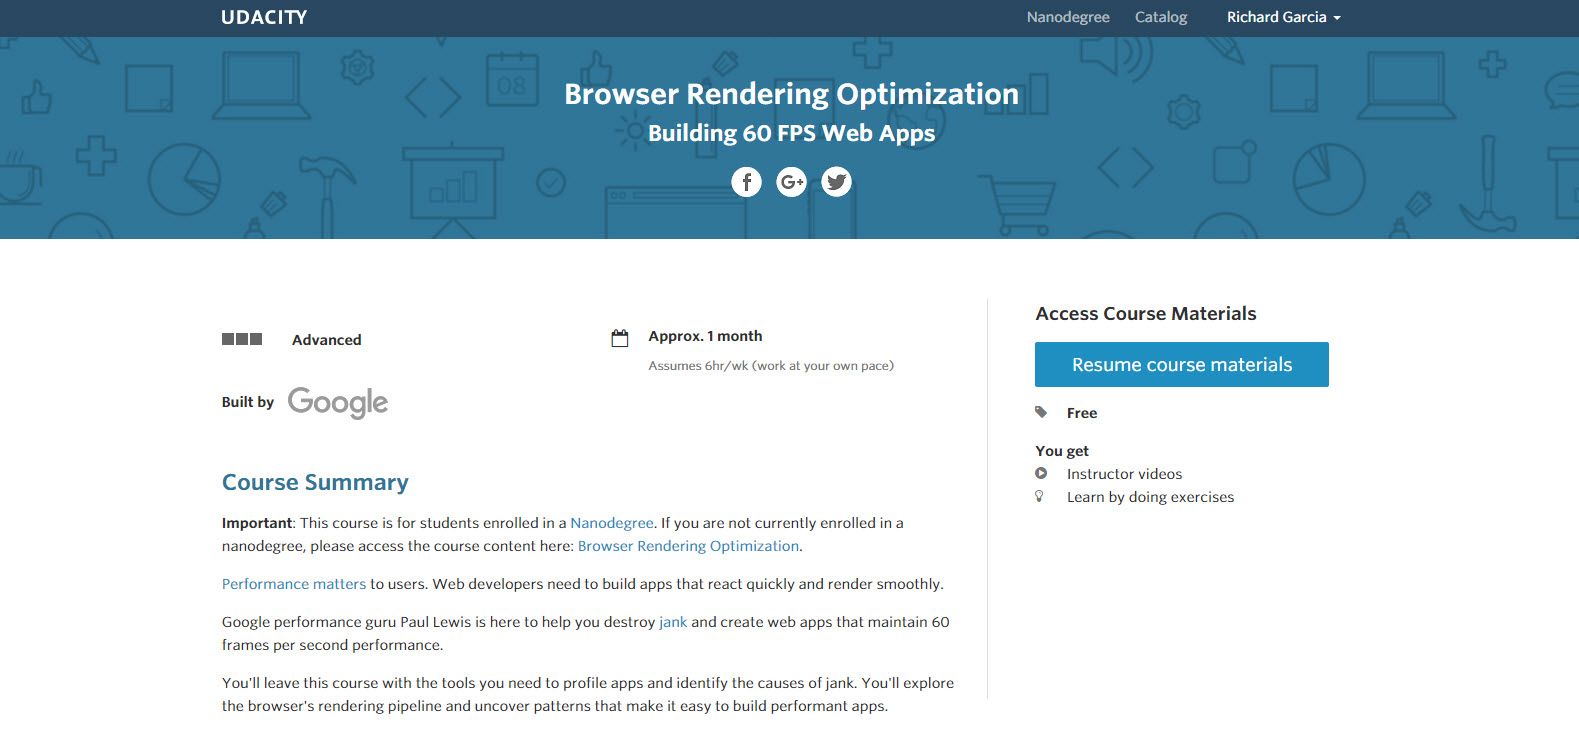 UDACITY
Nanodegree Catalog Richard Garcia
08
Browser Rendering Optimization
Building 60 FPS Web Apps
f G+
Advanced
Approx. 1 month
Assumes 6hr/wk (work at your own pace)
Built by Google
Course Summary
Important: This course is for students enrolled in a Nanodegree. If you are not currently enrolled in a
nanodegree, please access the course content here: Browser Rendering Optimization.
Performance matters to users. Web developers need to build apps that react quickly and render smoothly.
Google performance guru Paul Lewis is here to help you destroy jank and create web apps that maintain 60
frames per second performance.
You'll leave this course with the tools you need to profile apps and identify the causes of jank. You'll explore
the browser's rendering pipeline and uncover patterns that make it easy to build performant apps.
Access Course Materials
Resume course materials
Free
You get
Instructor videos
Learn by doing exercises